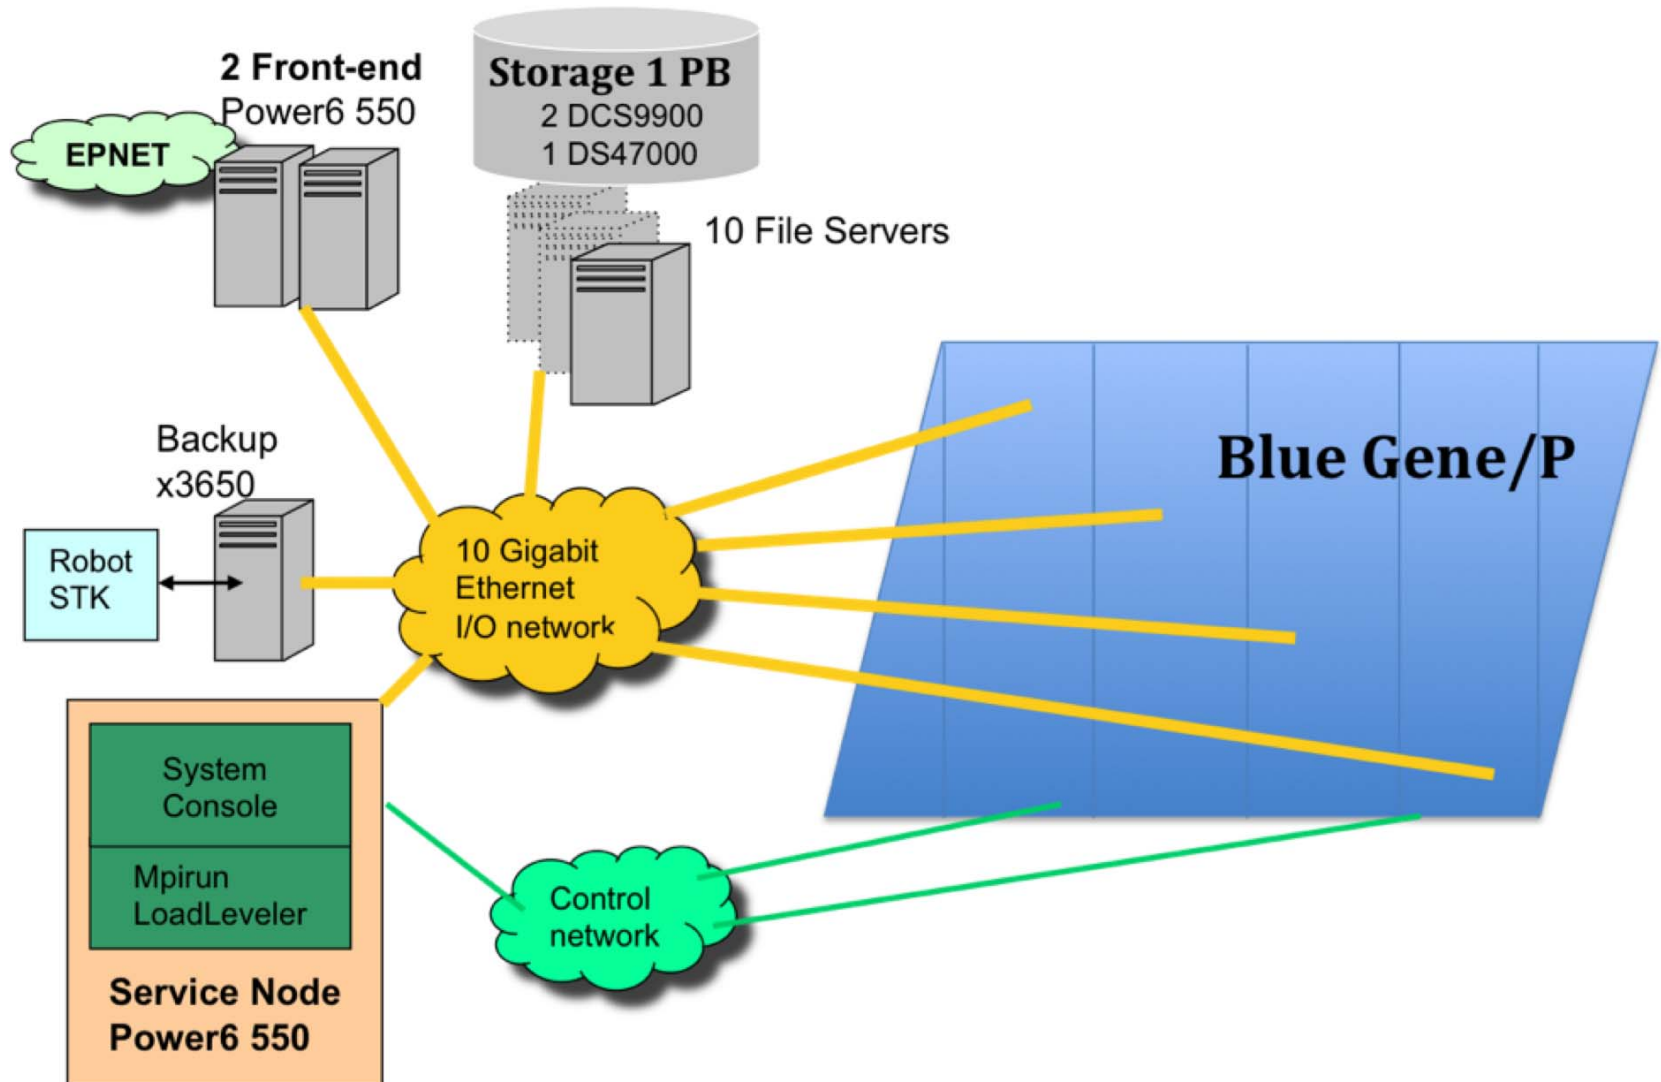 2 Front-end
Power6 550
EPNET
Storage 1 PB
2 DCS9900
1 DS47000
10 File Servers
Backup
x3650
Robot
STK
10 Gigabit
Ethernet
I/O network
Blue Gene/P
System
Console
Mpirun
LoadLeveler
Service Node
Power6 550
Control
network